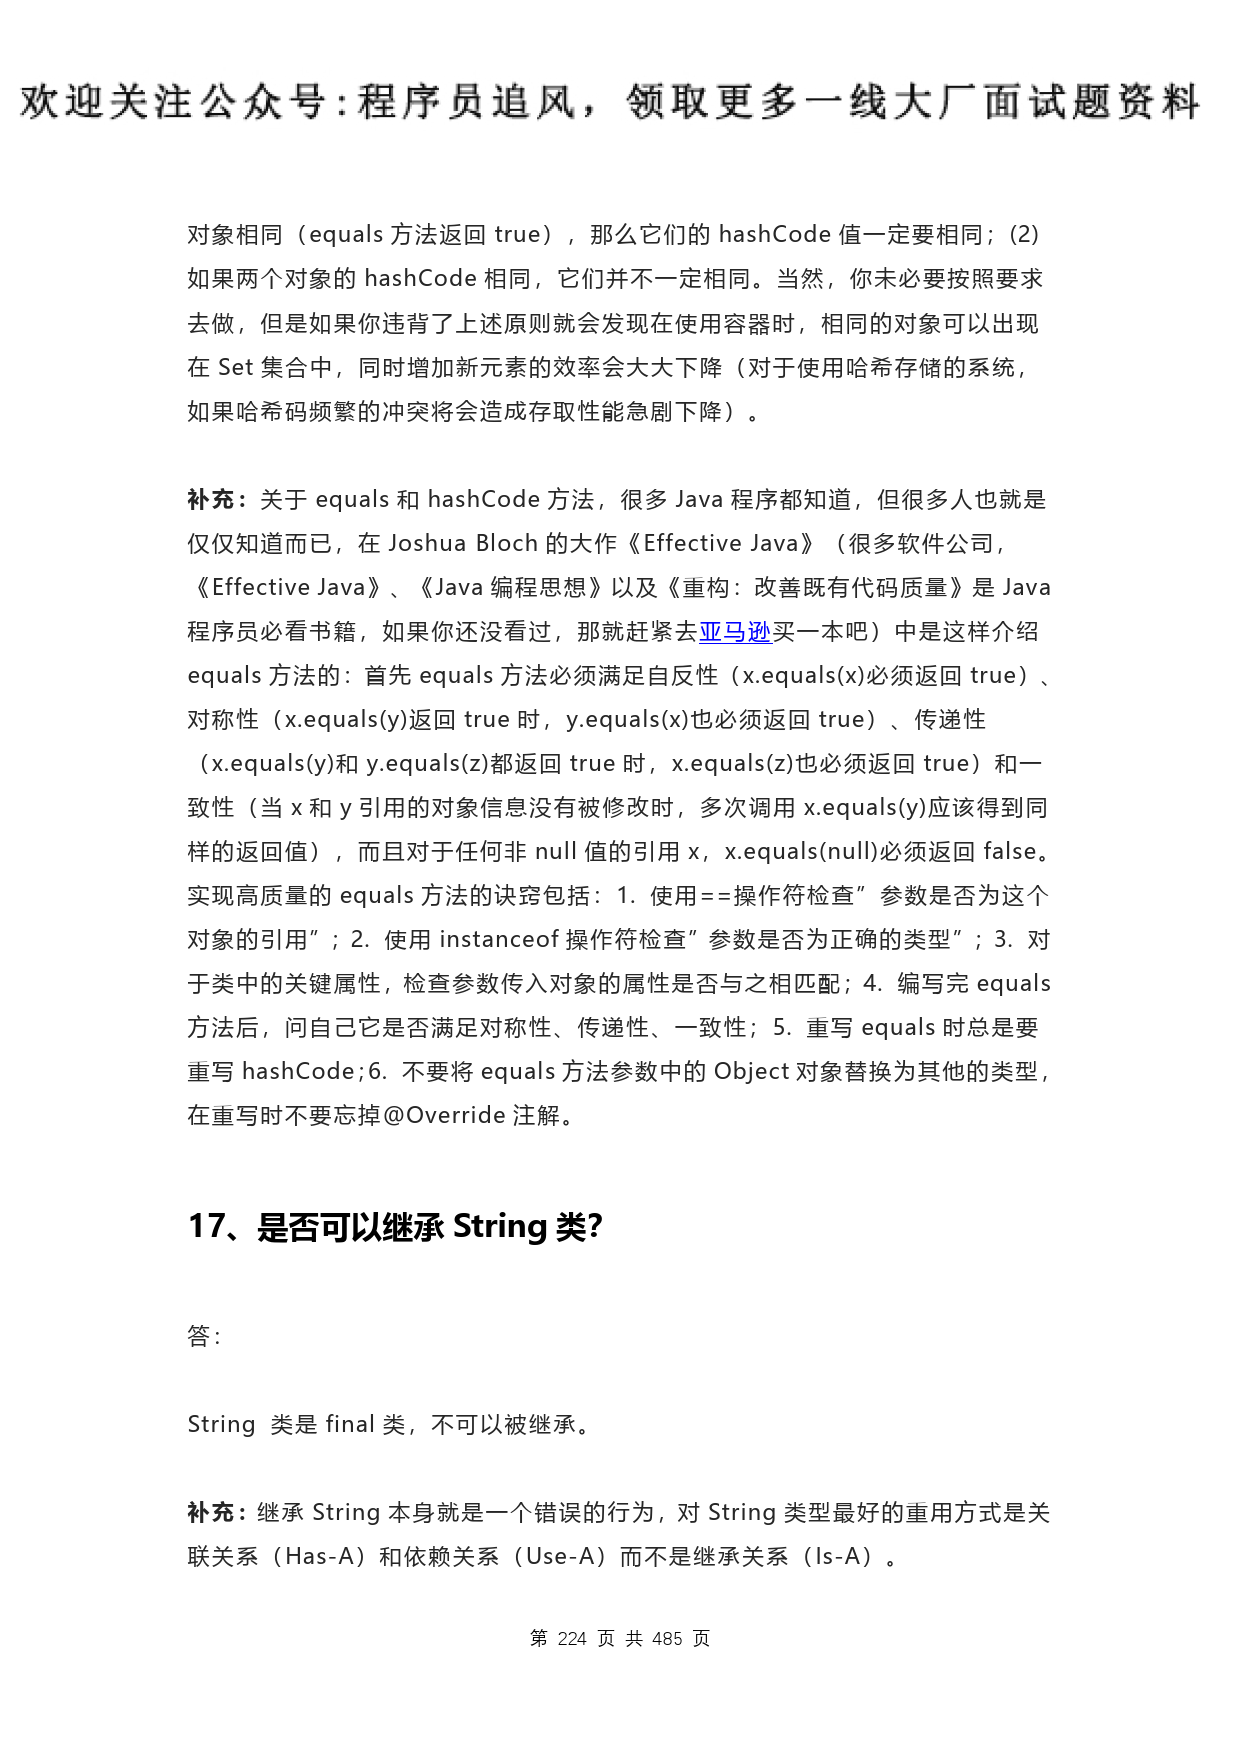 欢迎关注公众号:程序员追风，领取更多一线大厂面试题资料
对象相同（equals 方法返回 true），那么它们的 hashCode 值一定要相同；(2)
如果两个对象的 hashCode 相同，它们并不一定相同。当然，你未必要按照要求
去做，但是如果你违背了上述原则就会发现在使用容器时，相同的对象可以出现
在 Set 集合中，同时增加新元素的效率会大大下降（对于使用哈希存储的系统，
如果哈希码频繁的冲突将会造成存取性能急剧下降）。
补充：关于 equals 和 hashCode 方法，很多 Java 程序都知道，但很多人也就是
仅仅知道而已，在 Joshua Bloch 的大作《Effective Java》（很多软件公司，
《Effective Java》、《Java 编程思想》以及《重构：改善既有代码质量》是 Java
程序员必看书籍，如果你还没看过，那就赶紧去亚马逊买一本吧）中是这样介绍
equals 方法的：首先 equals 方法必须满足自反性（x.equals(x)必须返回 true）、
对称性（x.equals(y)返回 true 时，y.equals(x)也必须返回 true）、传递性
（x.equals(y)和 y.equals(z)都返回 true 时，x.equals(z)也必须返回 true）和一
致性（当 x 和 y 引用的对象信息没有被修改时，多次调用 x.equals(y)应该得到同
样的返回值），而且对于任何非 null 值的引用 x，x.equals(null)必须返回 false。
实现高质量的 equals 方法的诀窍包括：1. 使用==操作符检查”参数是否为这个
对象的引用”；2. 使用 instanceof 操作符检查”参数是否为正确的类型”；3. 对
于类中的关键属性，检查参数传入对象的属性是否与之相匹配；4. 编写完 equals
方法后，问自己它是否满足对称性、传递性、一致性；5. 重写 equals 时总是要
重写 hashCode；6. 不要将 equals 方法参数中的 Object 对象替换为其他的类型，
在重写时不要忘掉@Override 注解。
17、是否可以继承 String 类？
答：
String 类是 final 类，不可以被继承。
补充：继承 String 本身就是一个错误的行为，对 String 类型最好的重用方式是关
联关系（Has-A）和依赖关系（Use-A）而不是继承关系（Is-A）。
第 224 页 共 485 页